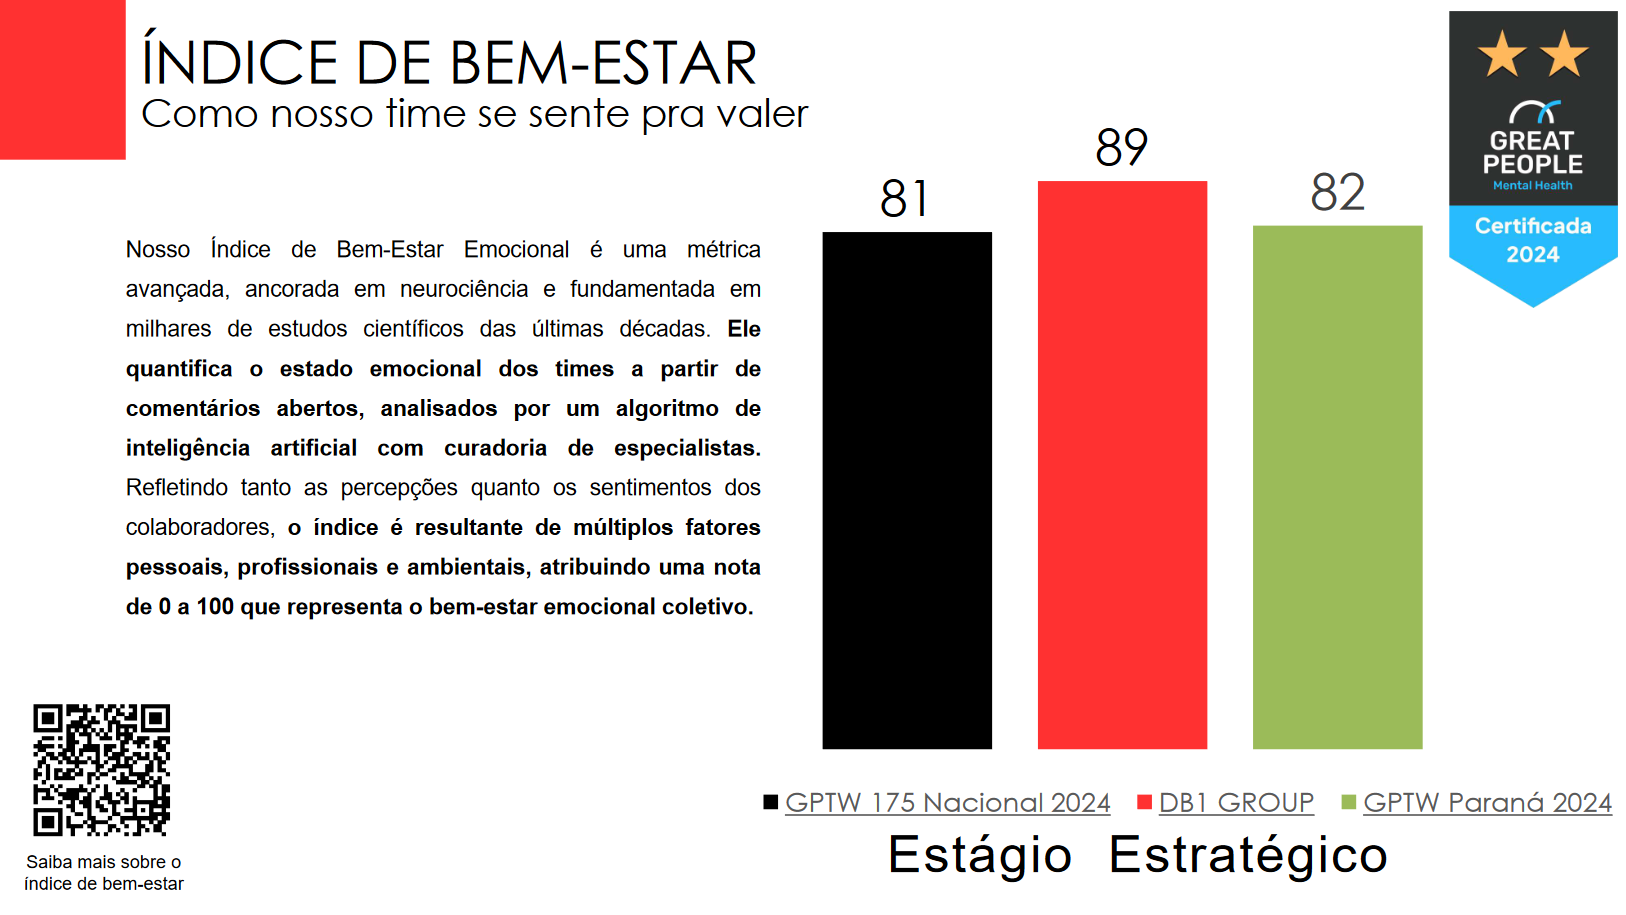 ÍNDICE DE BEM-ESTAR
Como nosso time se sente pra valer
Nosso Índice de Bem-Estar Emocional é uma métrica
avançada, ancorada em neurociência e fundamentada em
milhares de estudos científicos das últimas décadas. Ele
quantifica o estado emocional dos times a partir de
comentários abertos, analisados por um algoritmo de
inteligência artificial com curadoria de especialistas.
Refletindo tanto as percepções quanto os sentimentos dos
colaboradores, o índice é resultante de múltiplos fatores
pessoais, profissionais e ambientais, atribuindo uma nota
de 0 a 100 que representa o bem-estar emocional coletivo.
Saiba mais sobre o
índice de bem-estar
81
89
82
GPTW 175 Nacional 2024
DB1 GROUP
GPTW Paraná 2024
Estágio Estratégico
GREAT
PEOPLE
Mental Health
Certificada
2024